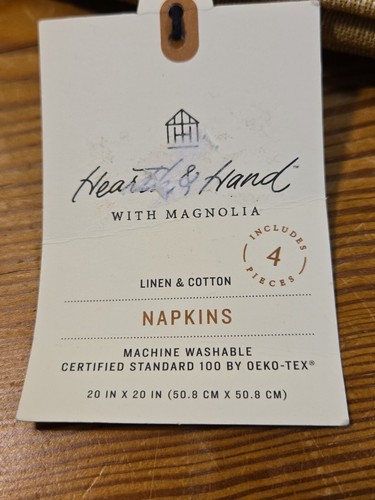 Hearth & Hand™
WITH MAGNOLIA
INCLUDES
4
PIECES
LINEN & COTTON
NAPKINS
MACHINE WASHABLE
CERTIFIED STANDARD 100 BY OEKO-TEX®
20 IN X 20 IN (50.8 CM X 50.8 CM)